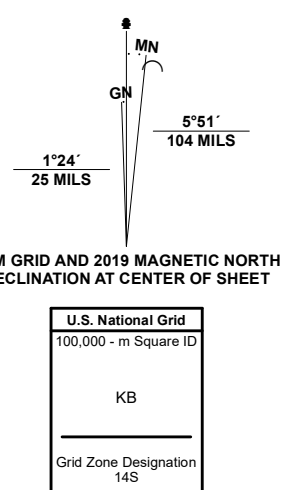 MN
GN
5°51´
104 MILS
1°24´
25 MILS
M GRID AND 2019 MAGNETIC NORTH
ECLINATION AT CENTER OF SHEET
U.S. National Grid
100,000 - m Square ID
KB
Grid Zone Designation
14S